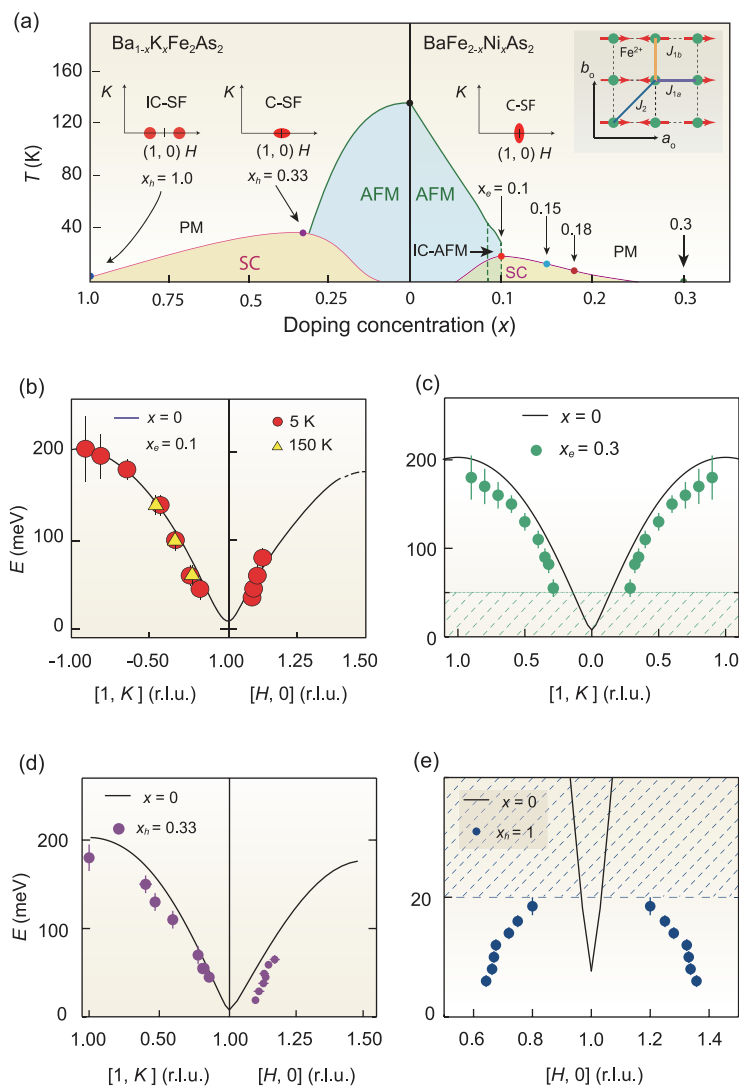 (a)
Ba1-xKxFe2As2
BaFe2-xNixAs2
T (K)
160
120
80
40
K
IC-SF
(1, 0) H
xh = 1.0
K
C-SF
(1, 0) H
xh = 0.33
K
C-SF
(1, 0) H
Fe2+
J1b
J1a
J2
bo
ao
AFM
AFM
xe = 0.1
0.15
0.18
0.3
PM
IC-AFM
PM
SC
SC
1.0
0.75
0.5
0.25
0
0.1
0.2
0.3
Doping concentration (x)
(b)
x = 0
xe = 0.1
5 K
150 K
E (meV)
200
100
0
-1.00
-0.50
1.00
1.50
[1, K] (r.l.u.)
[H, 0] (r.l.u.)
(c)
x = 0
xe = 0.3
200
100
0
1.0
0.5
0.0
0.5
1.0
[1, K] (r.l.u.)
(d)
x = 0
xh = 0.33
E (meV)
200
100
0
1.00
0.50
1.00
1.50
[1, K] (r.l.u.)
[H, 0] (r.l.u.)
(e)
x = 0
xh = 1
20
0
0.6
0.8
1.0
1.2
1.4
[H, 0] (r.l.u.)